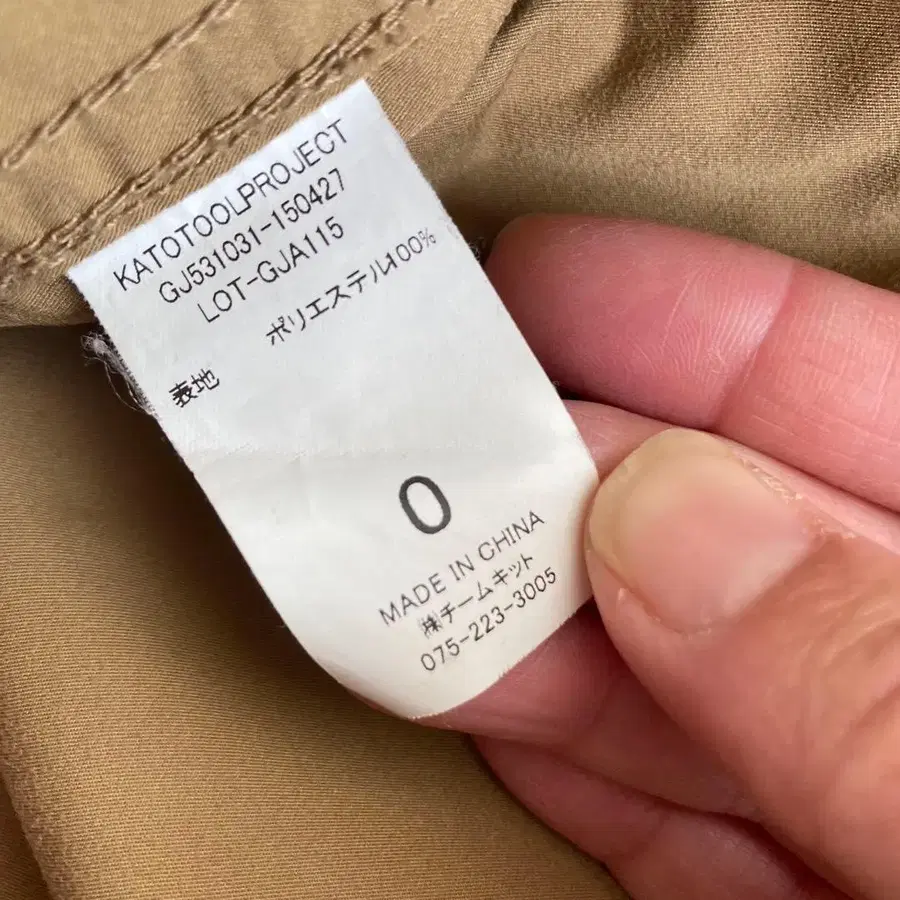 KATOTOOLPROJECT
GJ531031-150427
LOT-GJA115
表地 ポリエステル100%
0
MADE IN CHINA
㈱チームキット
075-223-3005